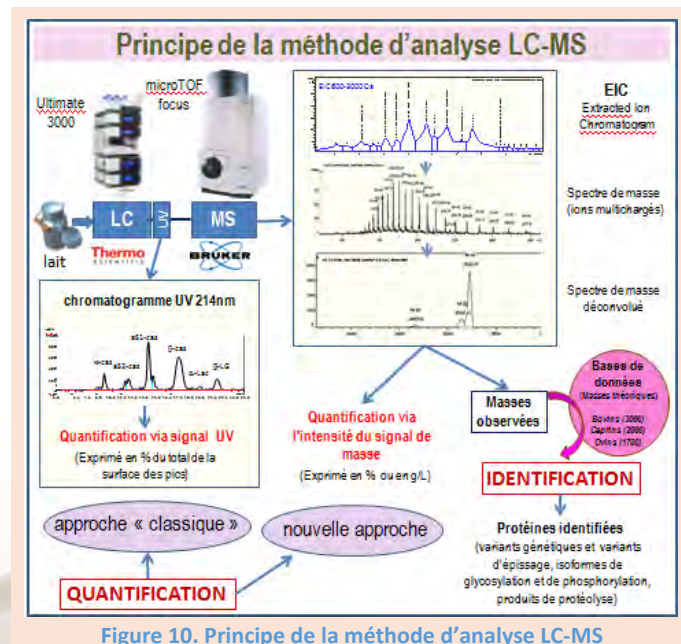 Principe de la méthode d'analyse LC-MS
Ultimate
3000
microTOF
focus
LC
UV
MS
lait
Thermo
SCIENTIFIC
BRUKER
EIC
Extracted Ion
Chromatogram
Spectre de masse
(ions multichargés)
Spectre de masse
déconvolué
chromatogramme UV 214nm
κ-cas
αS2-cas
αS1-cas
β-cas
α-Lac
β-LG
Quantification via signal UV
(Exprimé en % du total de la
surface des pics)
Quantification via
l'intensité du signal de
masse
(Exprimé en % ou en g/L)
Masses
observées
Bases de
données
(Masses théoriques)
Bovins (3000)
Caprins (2000)
Ovins (1700)
IDENTIFICATION
Protéines identifiées
(variants génétiques et variants
d'épissage, isoformes de
glycosylation et de phosphorylation,
produits de protéolyse)
approche « classique »
nouvelle approche
QUANTIFICATION
Figure 10. Principe de la méthode d'analyse LC-MS